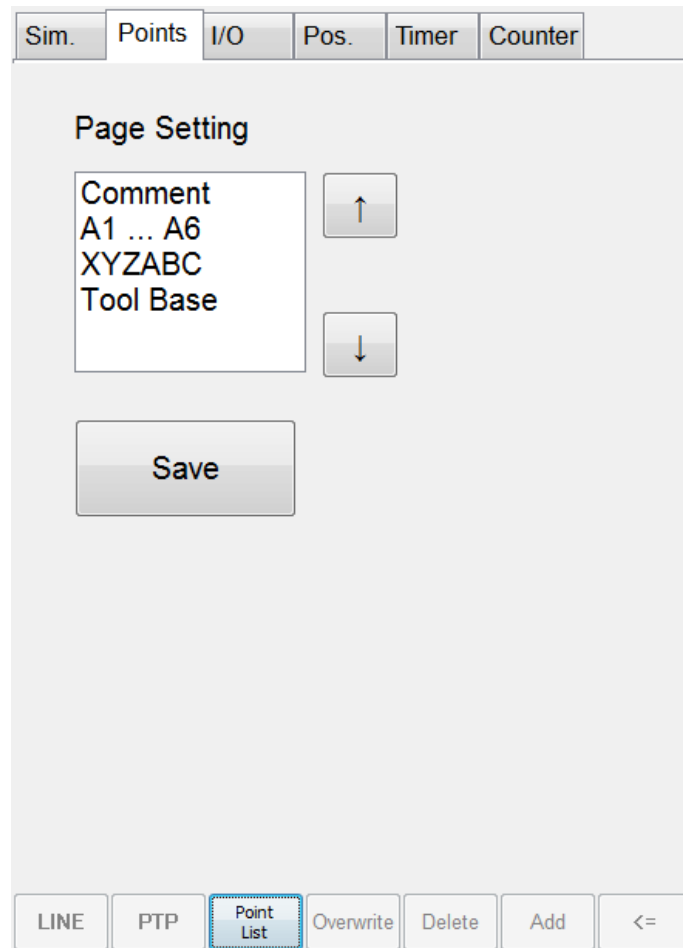 Sim. Points I/O Pos. Timer Counter
Page Setting
Comment
A1 ... A6
XYZABC
Tool Base
↑
↓
Save
LINE PTP Point List Overwrite Delete Add <=